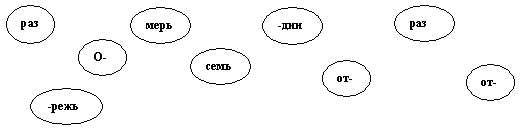 раз
мерь
-дин
раз
О-
семь
от-
от-
-режь